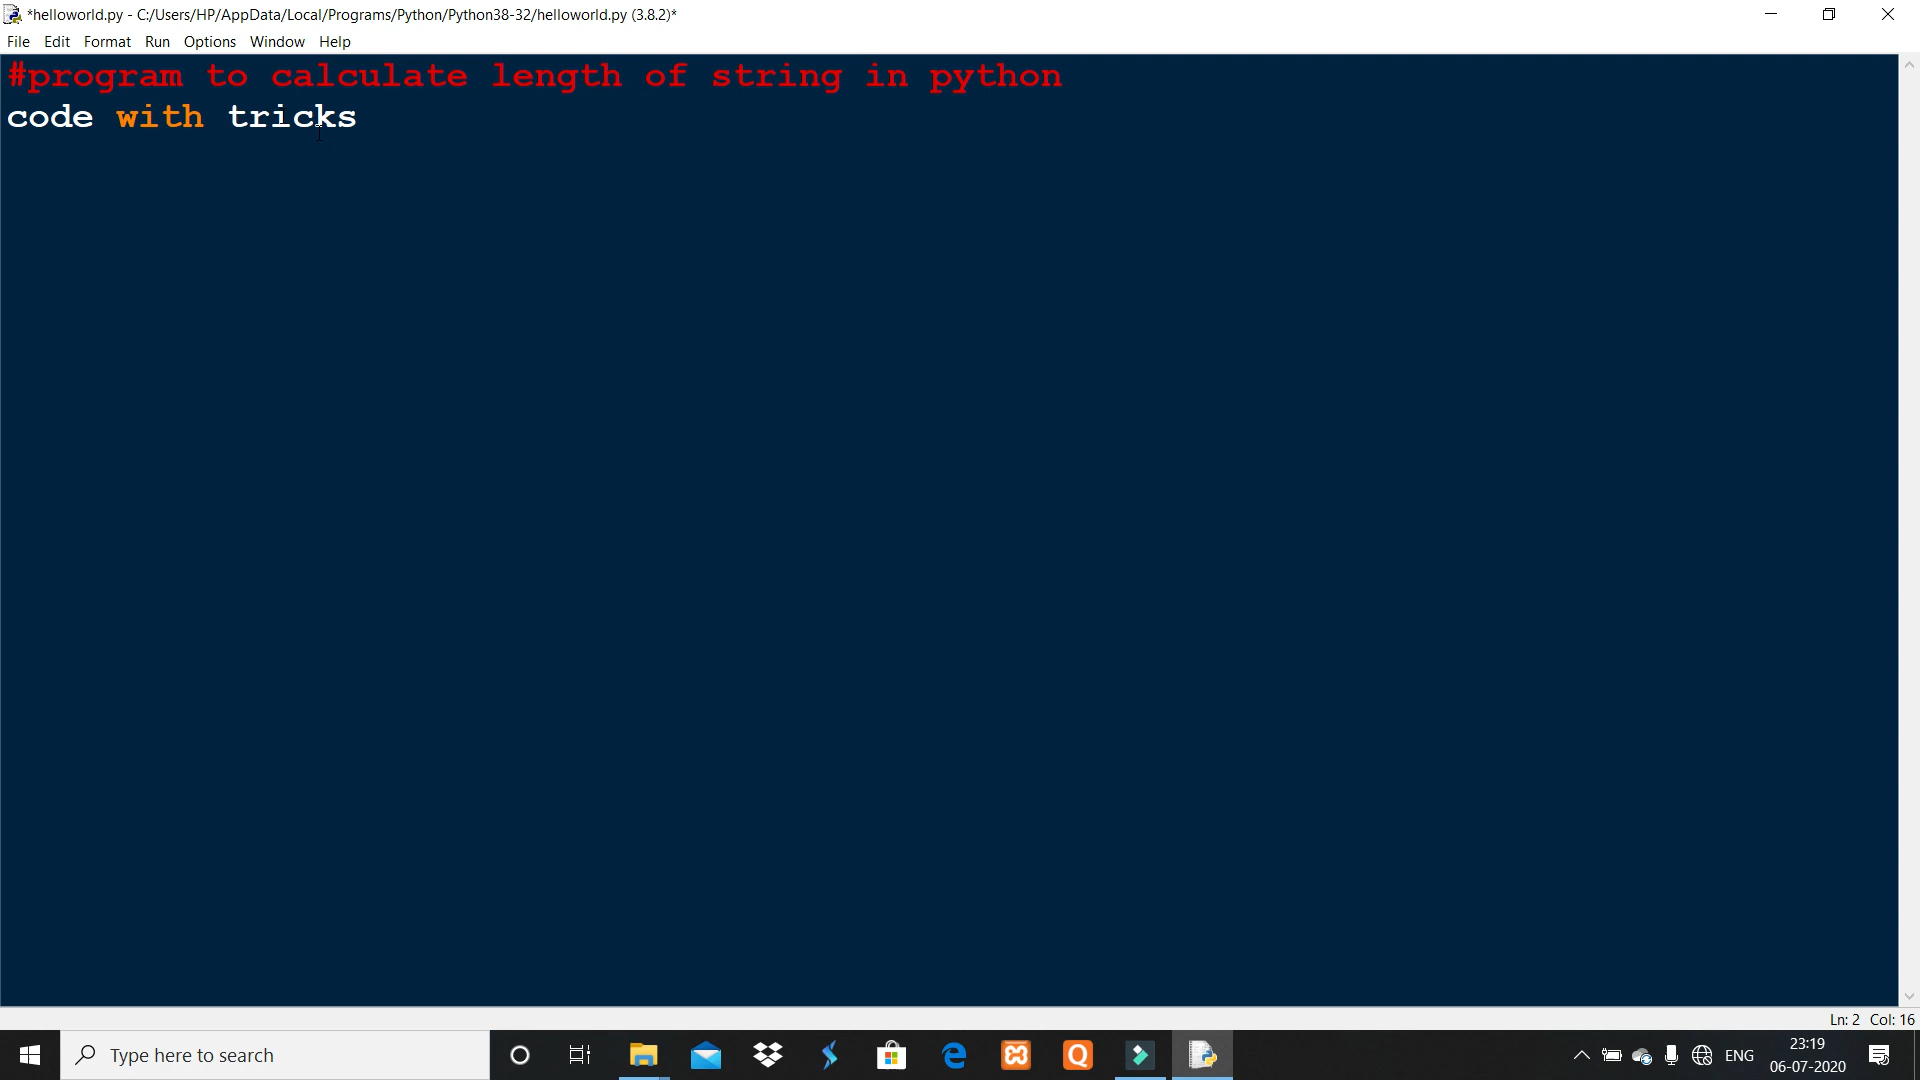 *helloworld.py - C:/Users/HP/AppData/Local/Programs/Python/Python38-32/helloworld.py (3.8.2)*
File Edit Format Run Options Window Help
#program to calculate length of string in python
code with tricks
Ln: 2 Col: 16
Type here to search
ENG
23:19
06-07-2020